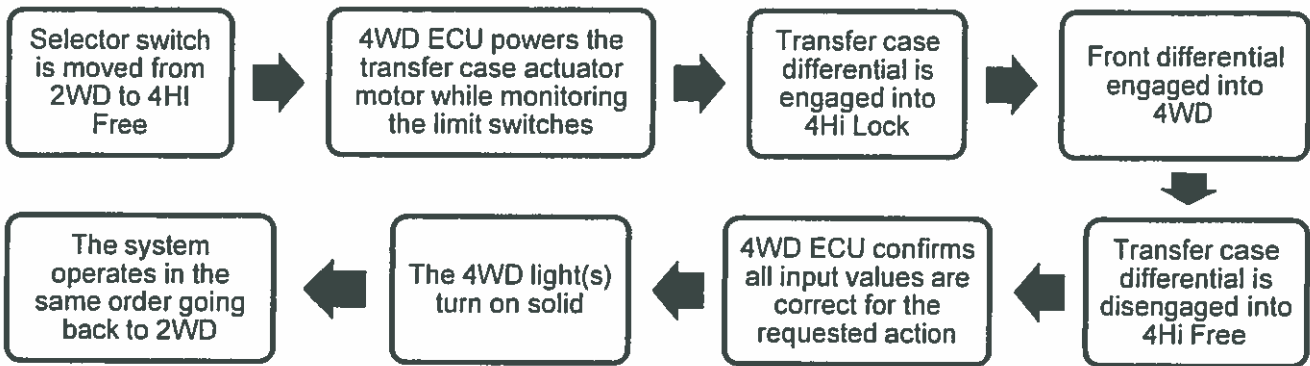 Selector switch
is moved from
2WD to 4HI
Free
4WD ECU powers the
transfer case actuator
motor while monitoring
the limit switches
Transfer case
differential is
engaged into
4Hi Lock
Front differential
engaged into
4WD
Transfer case
differential is
disengaged into
4Hi Free
4WD ECU confirms
all input values are
correct for the
requested action
The 4WD light(s)
turn on solid
The system
operates in the
same order going
back to 2WD